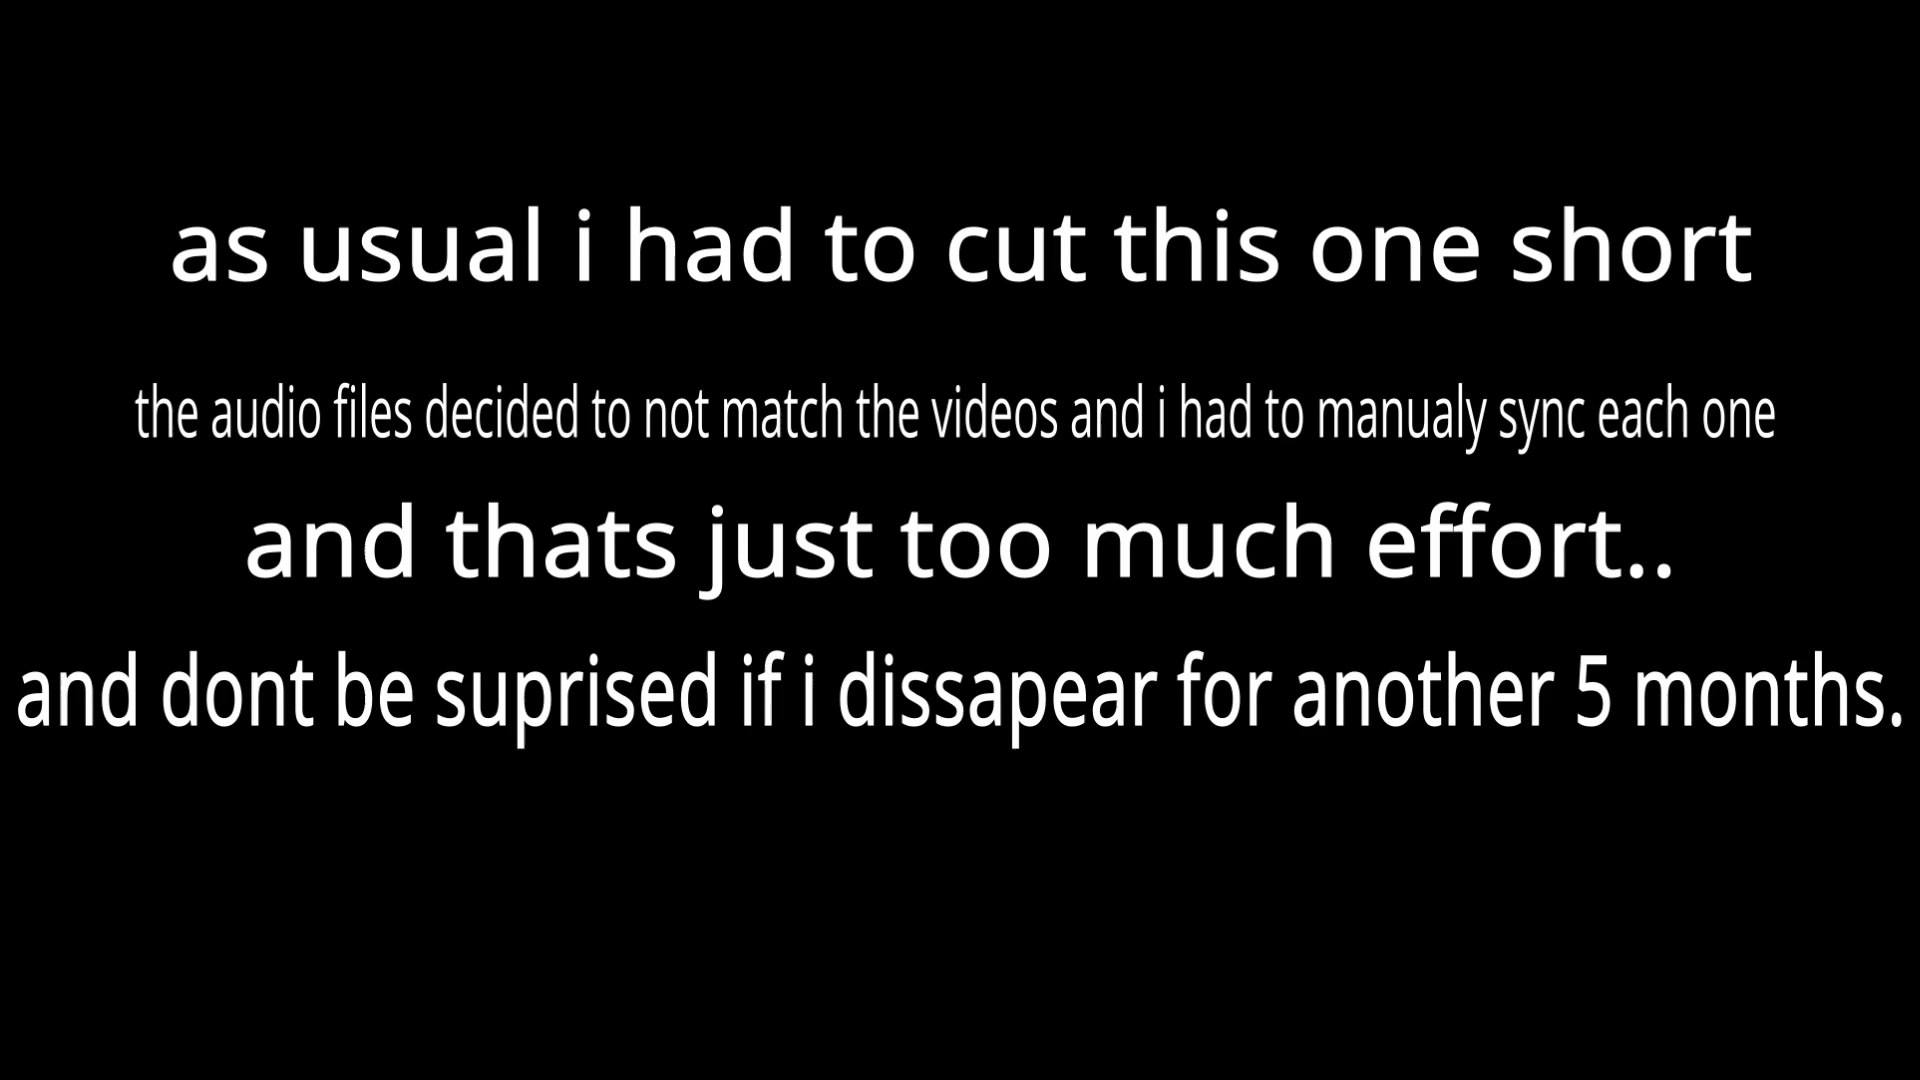 as usual i had to cut this one short
the audio files decided to not match the videos and i had to manualy sync each one
and thats just too much effort..
and dont be suprised if i dissapear for another 5 months.